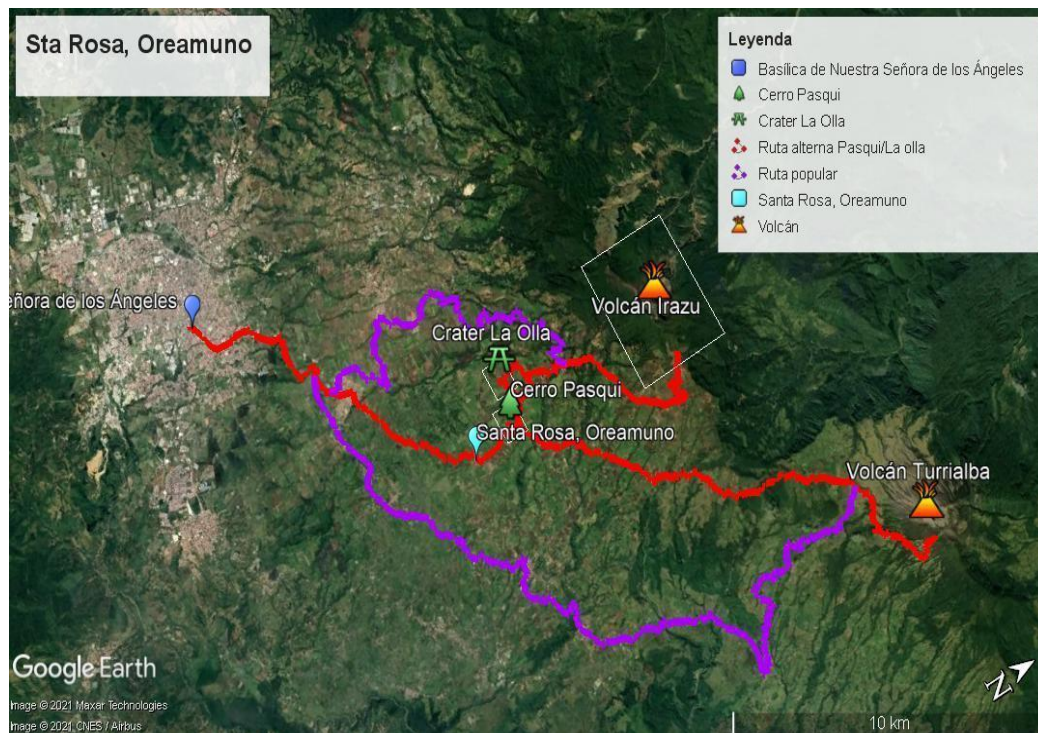 Sta Rosa, Oreamuno
Leyenda
Basílica de Nuestra Señora de los Ángeles
Cerro Pasqui
Crater La Olla
Ruta alterna Pasqui/La olla
Ruta popular
Santa Rosa, Oreamuno
Volcán
eñora de los Ángeles
Volcán Irazu
Crater La Olla
Cerro Pasqui
Santa Rosa, Oreamuno
Volcán Turrialba
Google Earth
Image © 2021 Maxar Technologies
Image © 2021 CNES / Airbus
N
10 km